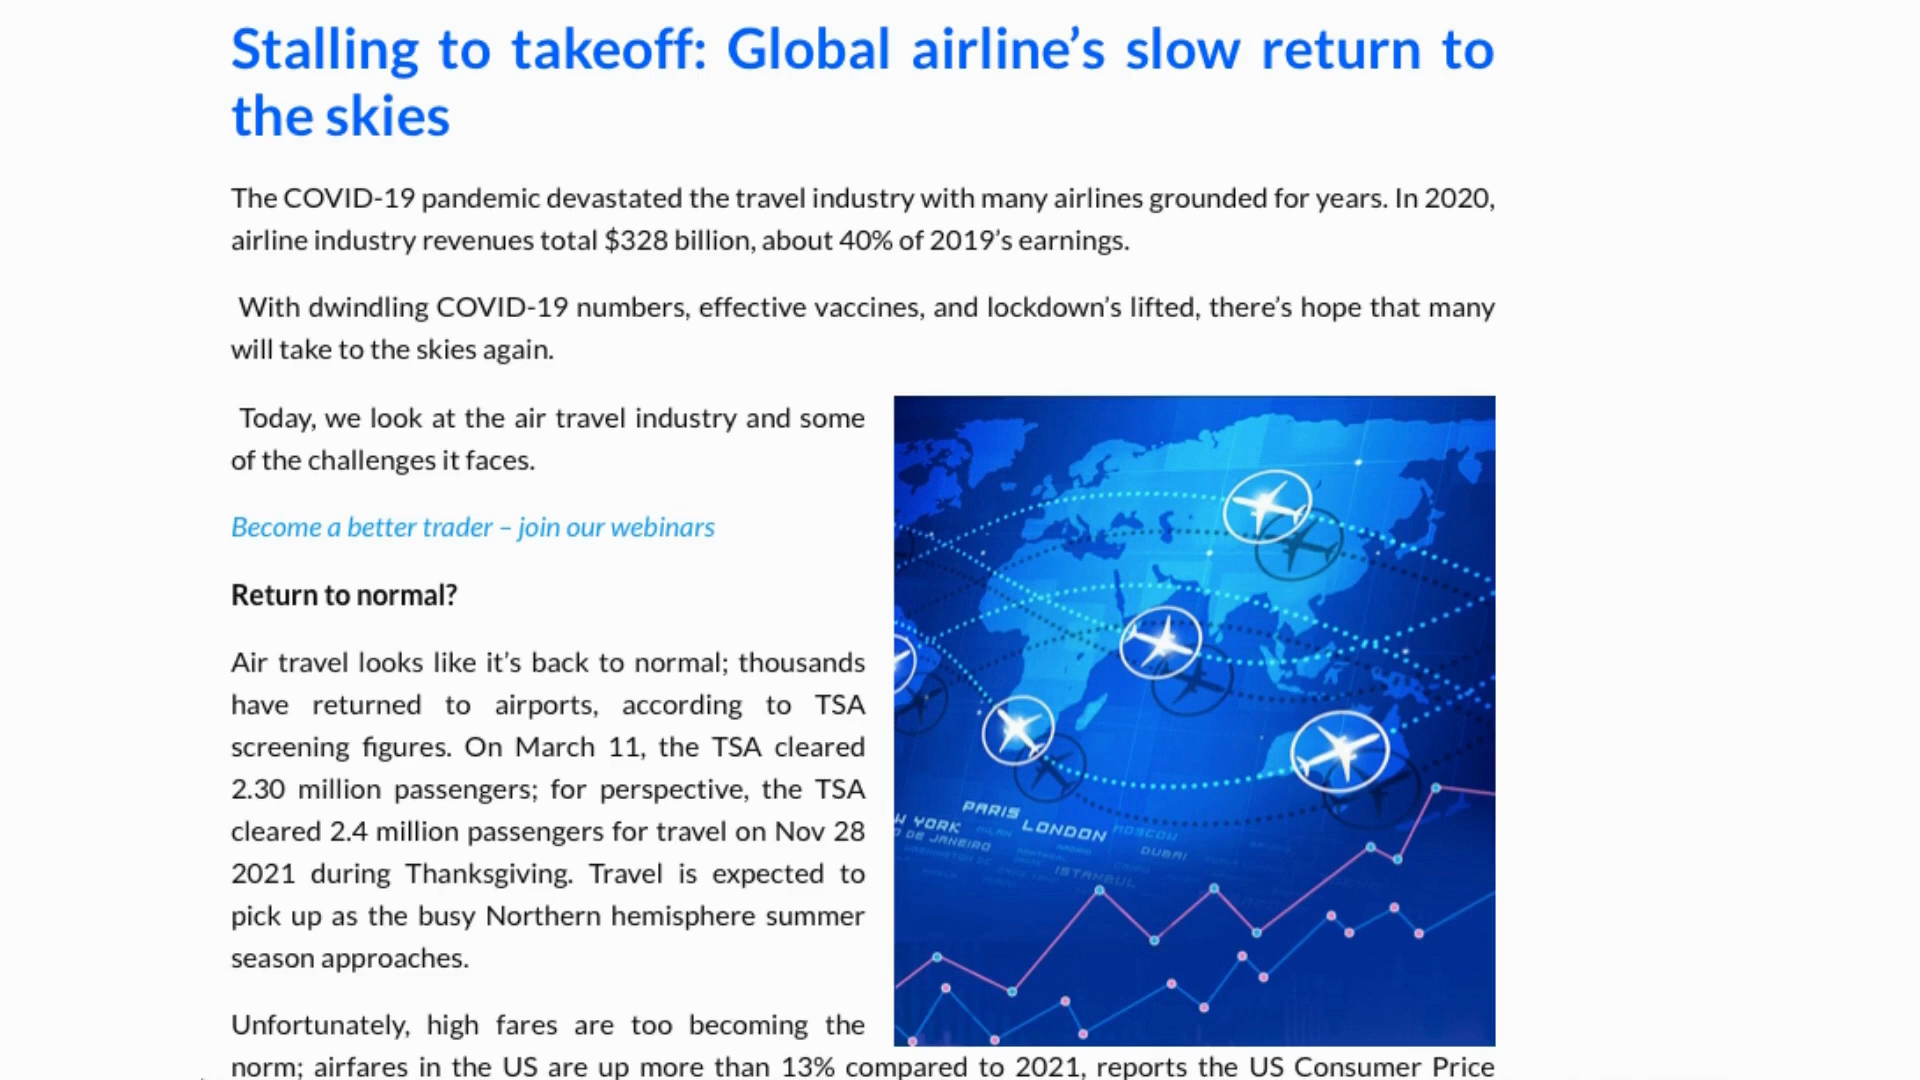 Stalling to takeoff: Global airline’s slow return to
the skies
The COVID-19 pandemic devastated the travel industry with many airlines grounded for years. In 2020,
airline industry revenues total $328 billion, about 40% of 2019’s earnings.
With dwindling COVID-19 numbers, effective vaccines, and lockdown’s lifted, there’s hope that many
will take to the skies again.
Today, we look at the air travel industry and some
of the challenges it faces.
Become a better trader – join our webinars
Return to normal?
Air travel looks like it’s back to normal; thousands
have returned to airports, according to TSA
screening figures. On March 11, the TSA cleared
2.30 million passengers; for perspective, the TSA
cleared 2.4 million passengers for travel on Nov 28
2021 during Thanksgiving. Travel is expected to
pick up as the busy Northern hemisphere summer
season approaches.
Unfortunately, high fares are too becoming the
norm; airfares in the US are up more than 13% compared to 2021, reports the US Consumer Price
PARIS
W YORK
MILAN
LONDON
MOSCOW
O DE JANEIRO
DUBAI
ISTANBUL